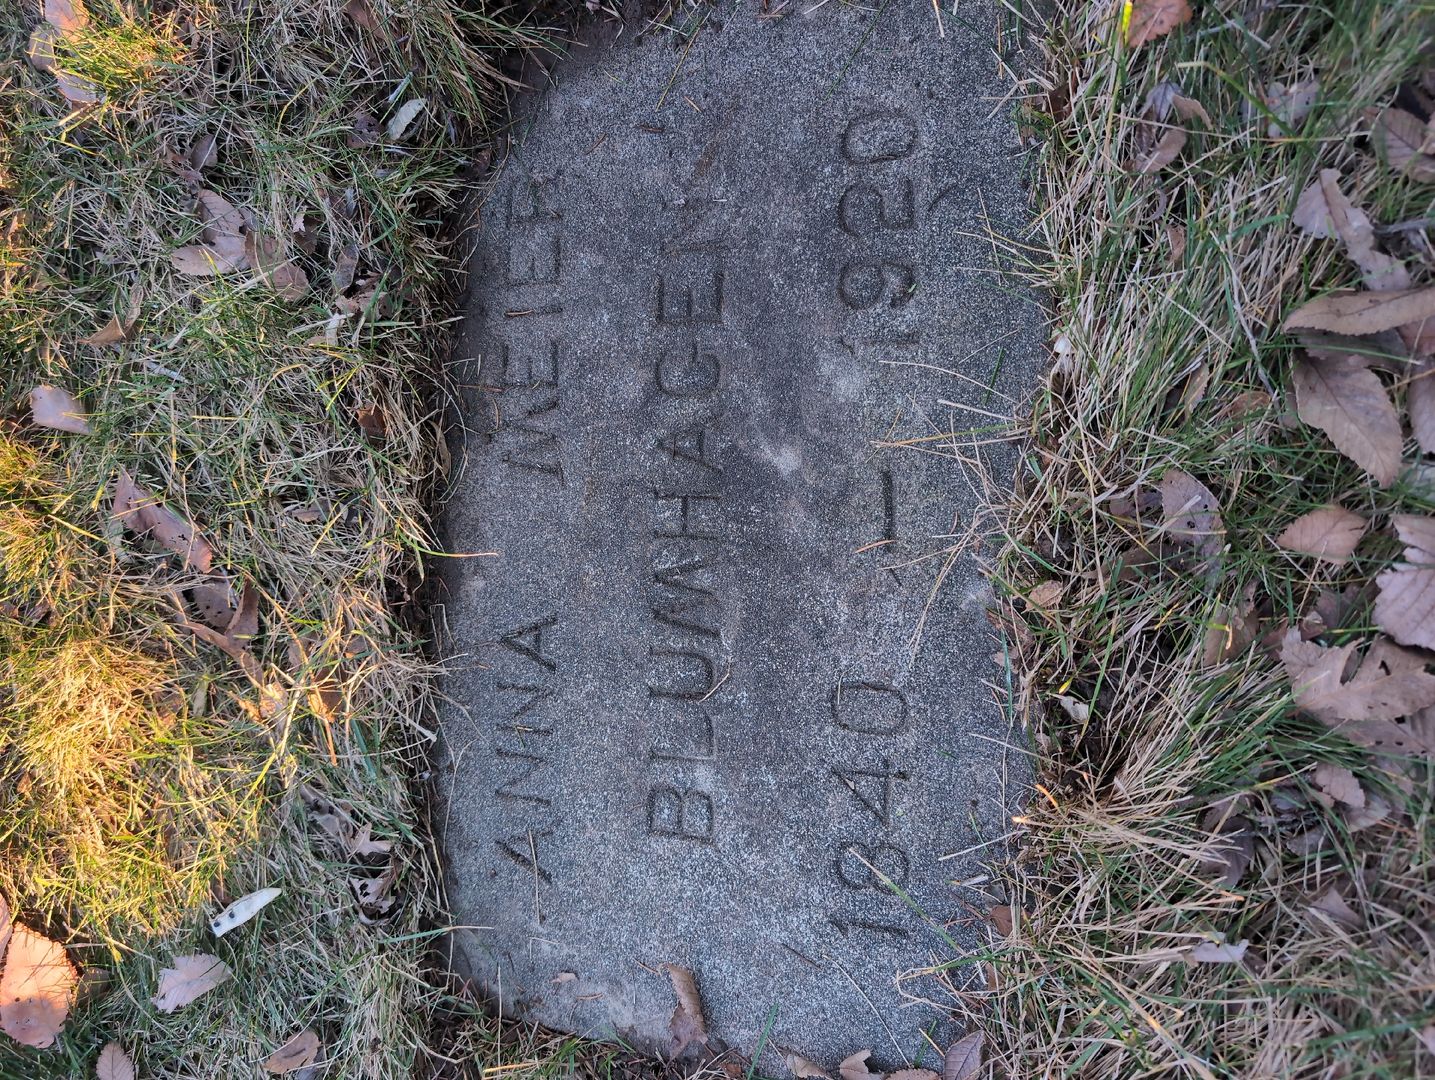 ANNA MEIER
BLUMHAGEN
1840 – 1920